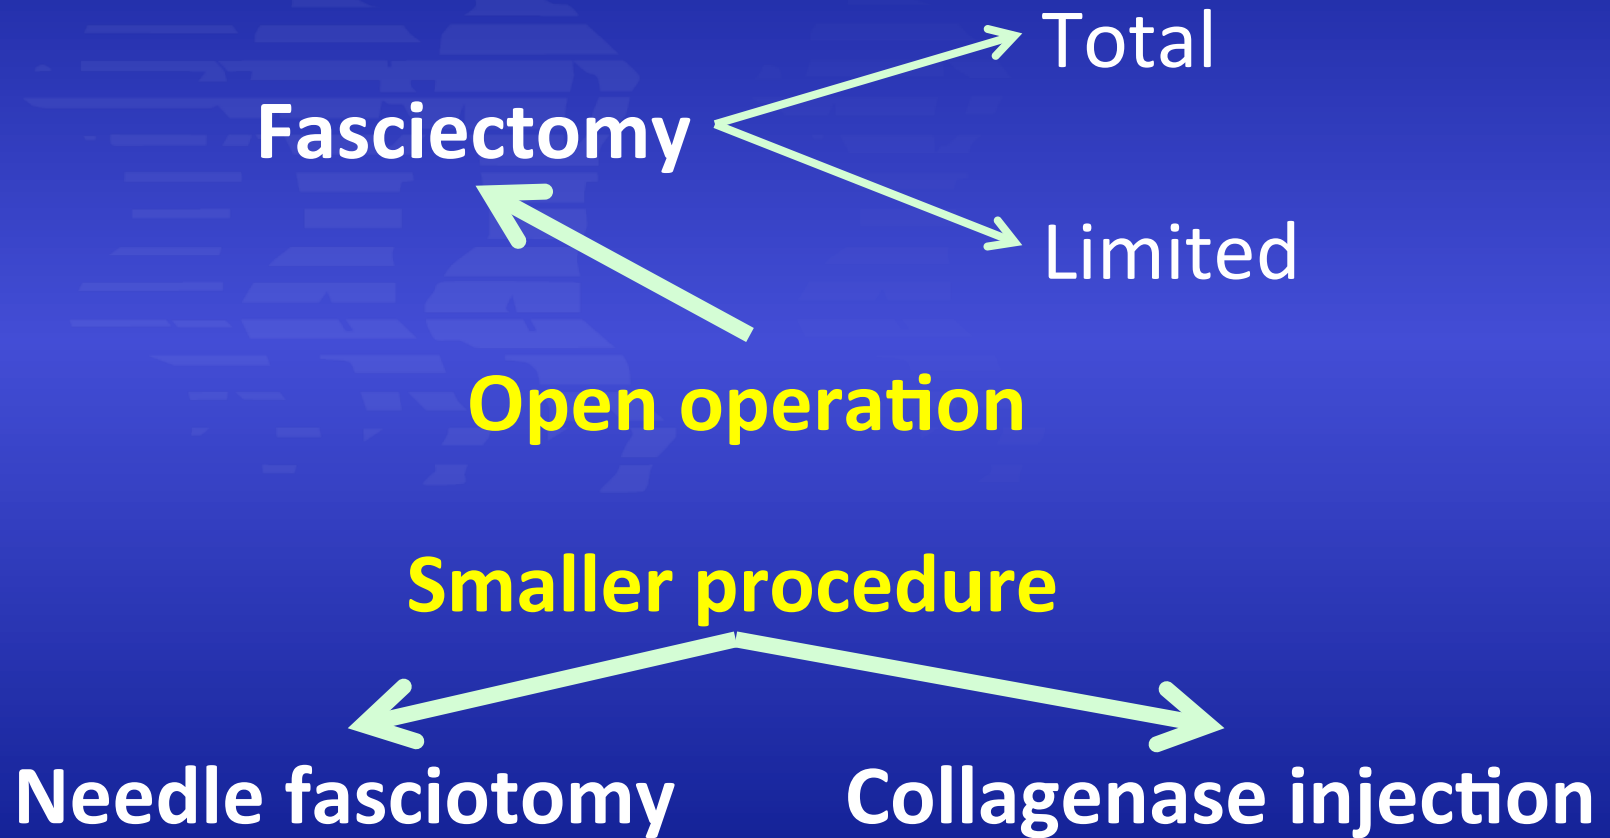 Total
Fasciectomy
Limited
Open operation
Smaller procedure
Needle fasciotomy
Collagenase injection